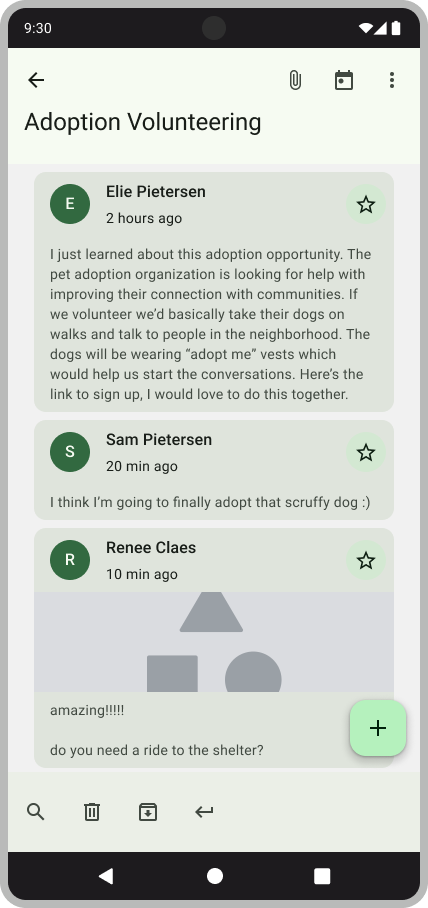 9:30
Adoption Volunteering
E
Elie Pietersen
2 hours ago
I just learned about this adoption opportunity. The
pet adoption organization is looking for help with
improving their connection with communities. If
we volunteer we’d basically take their dogs on
walks and talk to people in the neighborhood. The
dogs will be wearing “adopt me” vests which
would help us start the conversations. Here’s the
link to sign up, I would love to do this together.
S
Sam Pietersen
20 min ago
I think I’m going to finally adopt that scruffy dog :)
R
Renee Claes
10 min ago
amazing!!!!!
do you need a ride to the shelter?